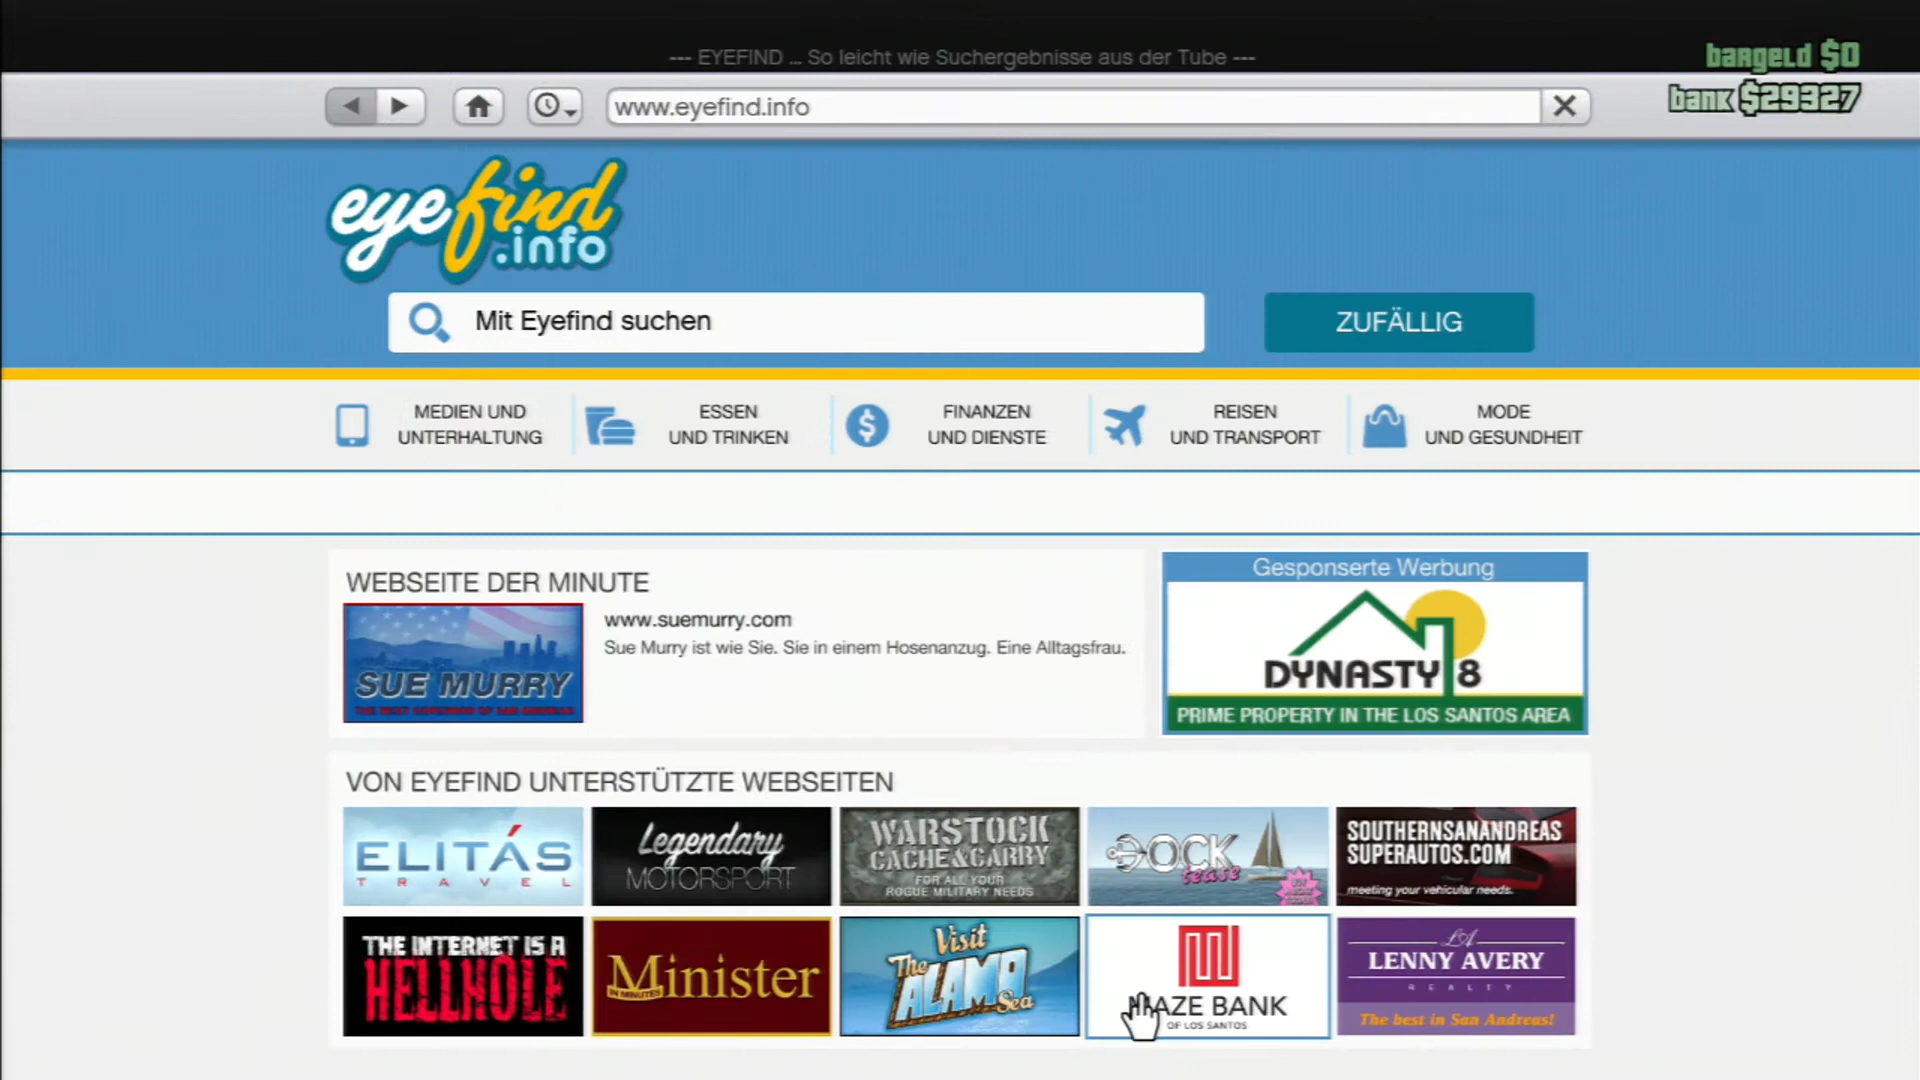 --- EYEFIND ... So leicht wie Suchergebnisse aus der Tube ---
bargeld $0
bank $29327
www.eyefind.info
eyefind
.info
Mit Eyefind suchen
ZUFÄLLIG
MEDIEN UND
UNTERHALTUNG
ESSEN
UND TRINKEN
FINANZEN
UND DIENSTE
REISEN
UND TRANSPORT
MODE
UND GESUNDHEIT
WEBSEITE DER MINUTE
SUE MURRY
www.suemurry.com
Sue Murry ist wie Sie. Sie in einem Hosenanzug. Eine Alltagsfrau.
Gesponserte Werbung
DYNASTY 8
PRIME PROPERTY IN THE LOS SANTOS AREA
VON EYEFIND UNTERSTÜTZTE WEBSEITEN
ELITÁS
TRAVEL
Legendary
MOTORSPORT
WARSTOCK
CACHE&CARRY
FOR ALL YOUR
ROGUE MILITARY NEEDS
DOCK
tease
SOUTHERNSANANDREAS
SUPERAUTOS.COM
meeting your vehicular needs.
THE INTERNET IS A
HELLHOLE
Minister
IN MINUTES
Visit
The
ALAMO
Sea
MAZE BANK
OF LOS SANTOS
LA
LENNY AVERY
REALTY
The best in San Andreas!